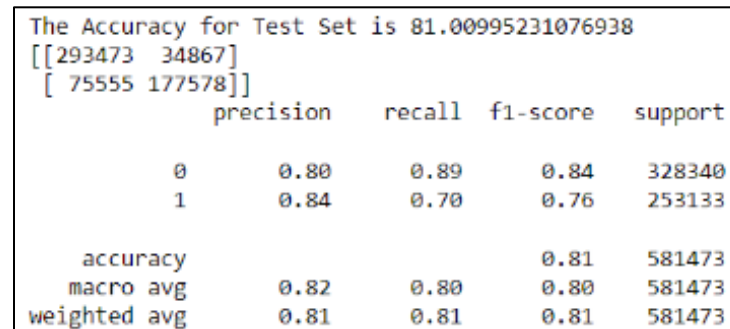 The Accuracy for Test Set is 81.00995231076938
[[293473  34867]
 [ 75555 177578]]
precision recall f1-score support
0 0.80 0.89 0.84 328340
1 0.84 0.70 0.76 253133
accuracy 0.81 581473
macro avg 0.82 0.80 0.80 581473
weighted avg 0.81 0.81 0.81 581473